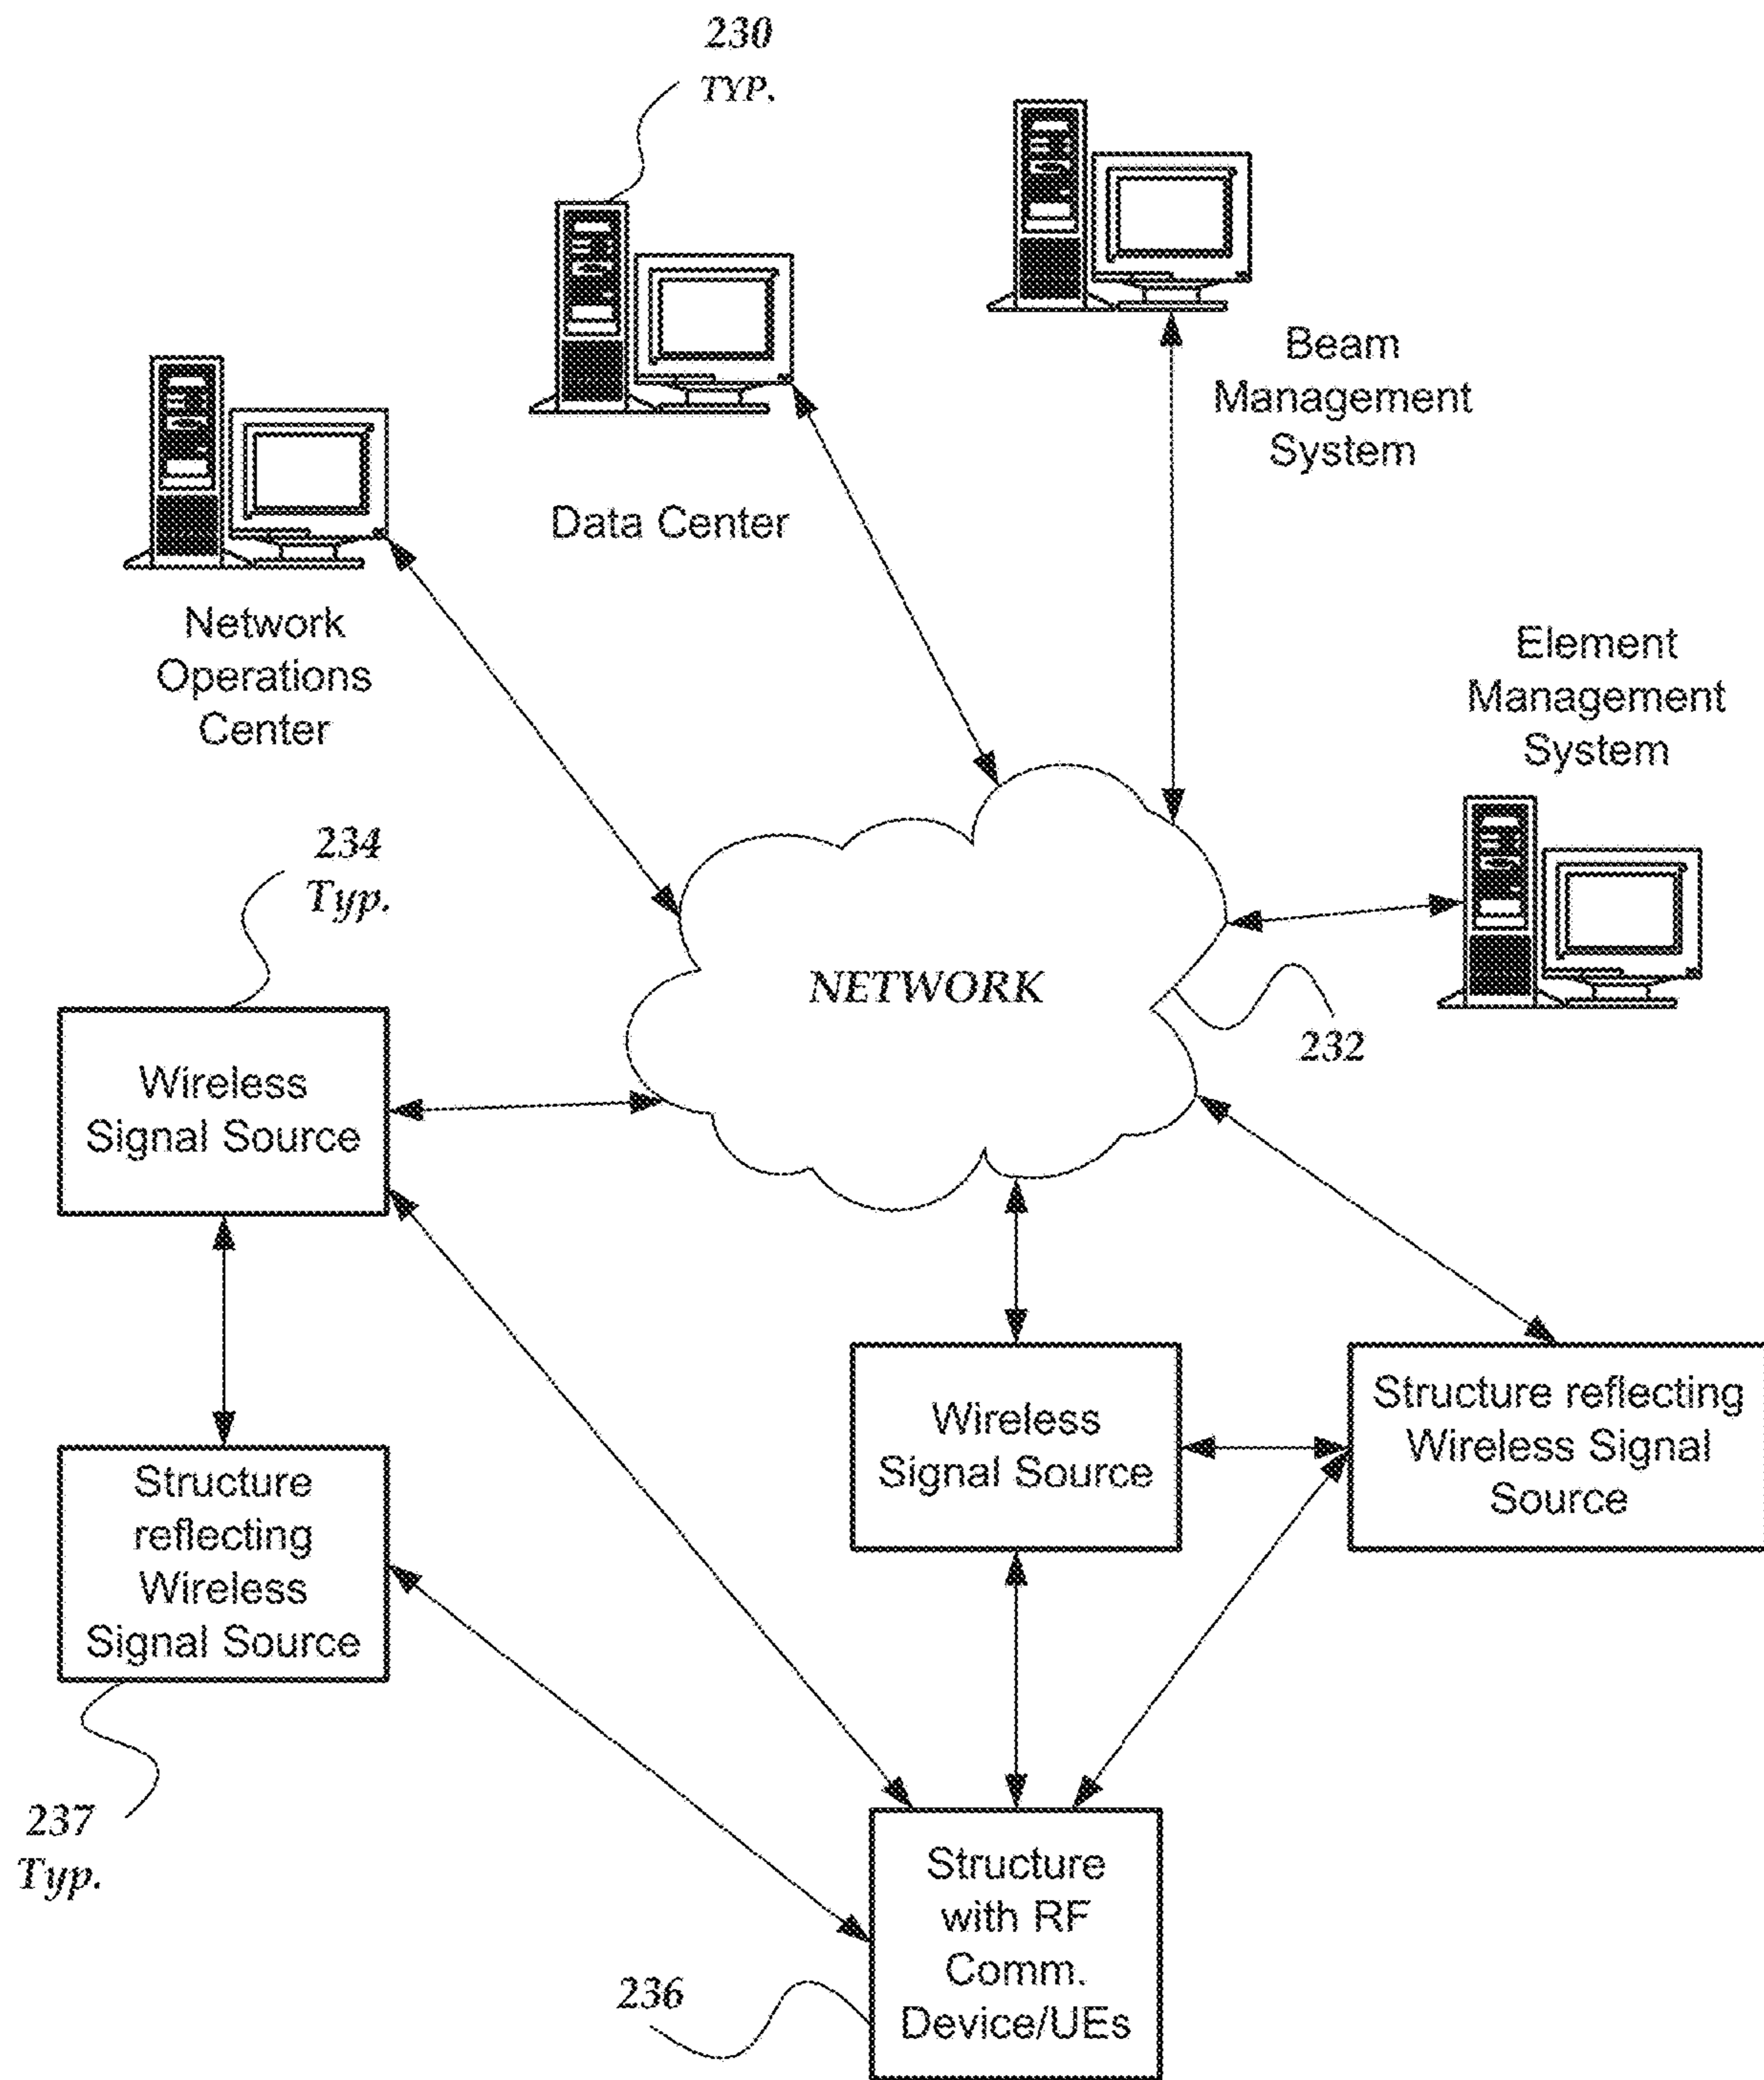 230
TYP.
Beam
Management
System
Data Center
Network
Operations
Center
Element
Management
System
234
Typ.
NETWORK
232
Wireless
Signal Source
Structure
reflecting
Wireless
Signal Source
Wireless
Signal Source
Structure reflecting
Wireless Signal
Source
237
Typ.
Structure
with RF
Comm.
Device/UEs
236